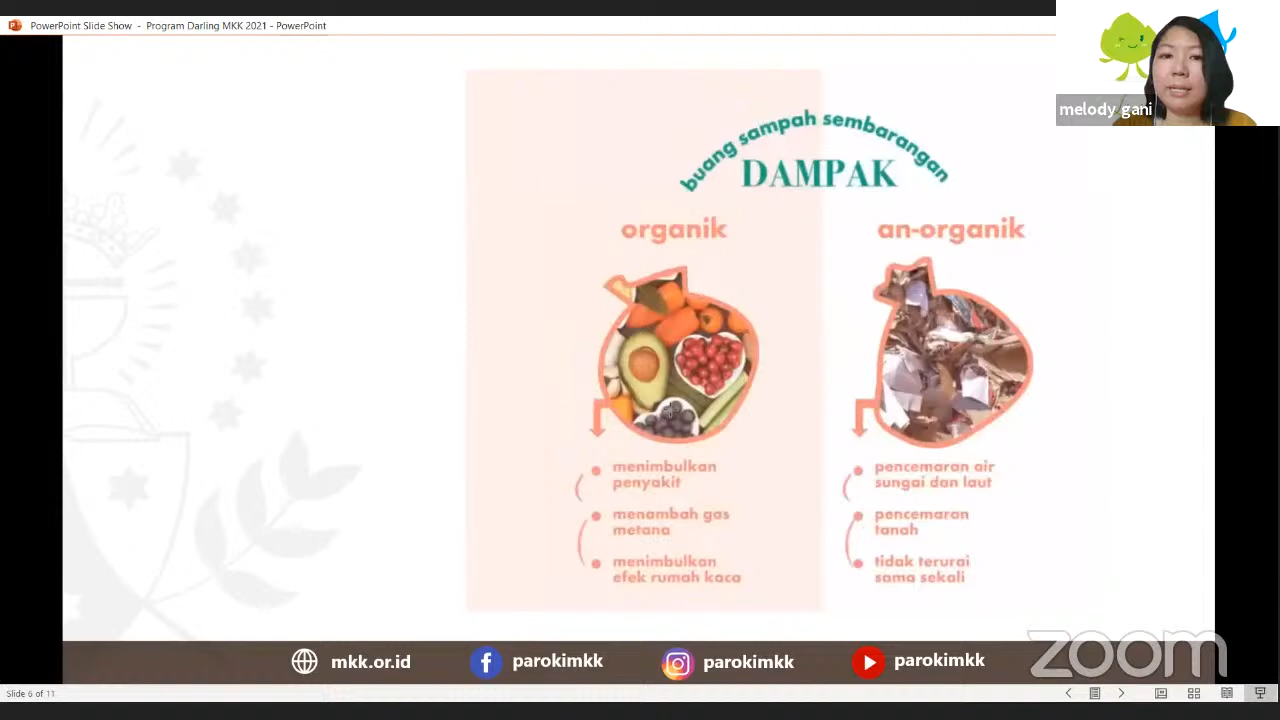 PowerPoint Slide Show - Program Darling MKK 2021 - PowerPoint
melody gani
buang sampah sembarangan
DAMPAK
organik
an-organik
menimbulkan
penyakit
menambah gas
metana
menimbulkan
efek rumah kaca
pencemaran air
sungai dan laut
pencemaran
tanah
tidak terurai
sama sekali
mkk.or.id
parokimkk
parokimkk
parokimkk
zoom
Slide 6 of 11